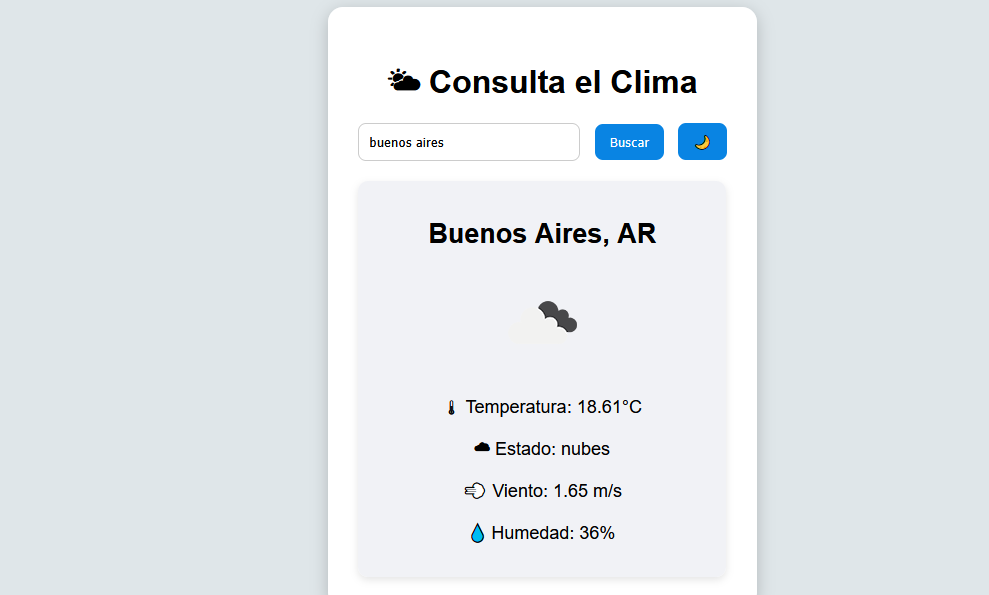 Consulta el Clima
buenos aires Buscar
Buenos Aires, AR
Temperatura: 18.61°C
Estado: nubes
Viento: 1.65 m/s
Humedad: 36%